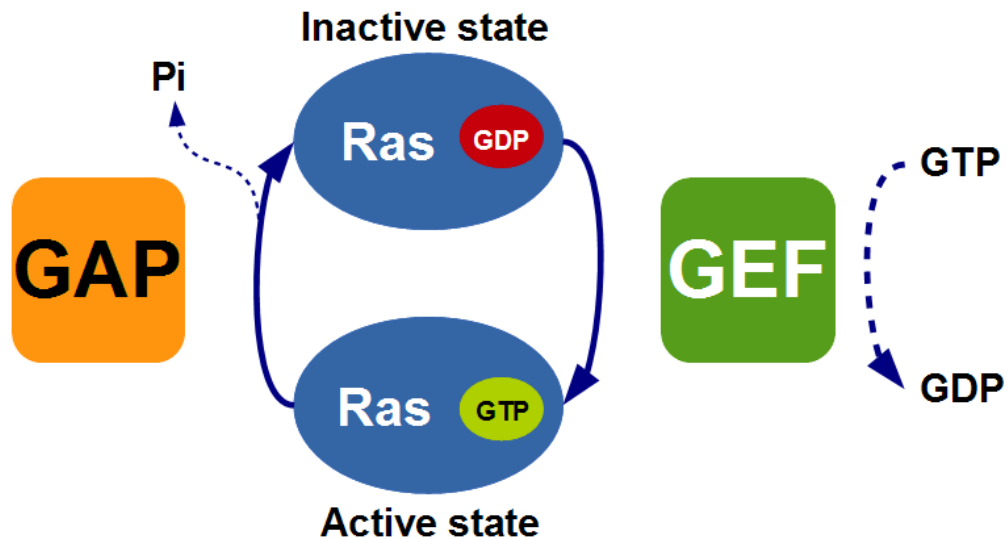 Inactive state
Pi
Ras
GDP
GTP
GAP
GEF
GDP
Ras
GTP
Active state